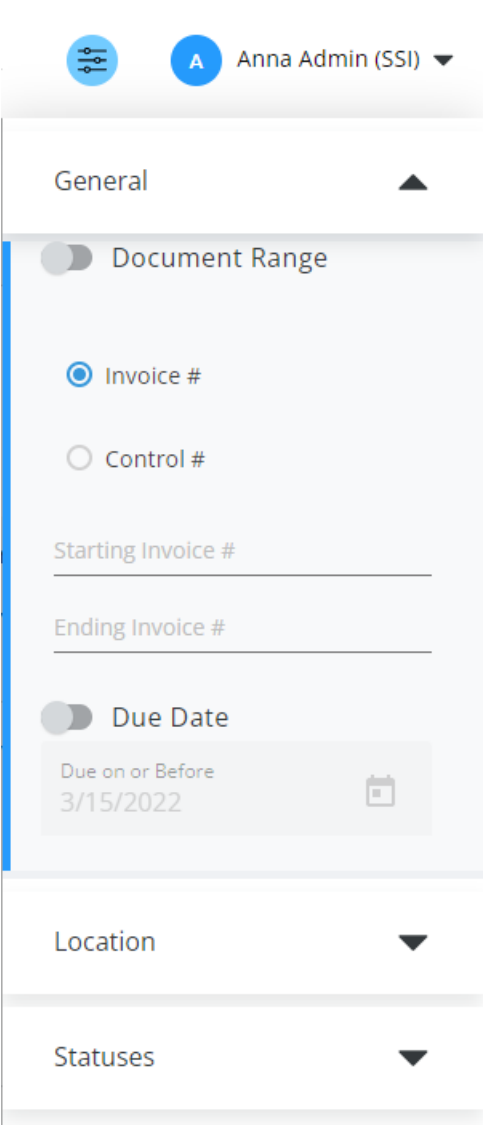 A Anna Admin (SSI)
General
Document Range
Invoice #
Control #
Starting Invoice #
Ending Invoice #
Due Date
Due on or Before
3/15/2022
Location
Statuses